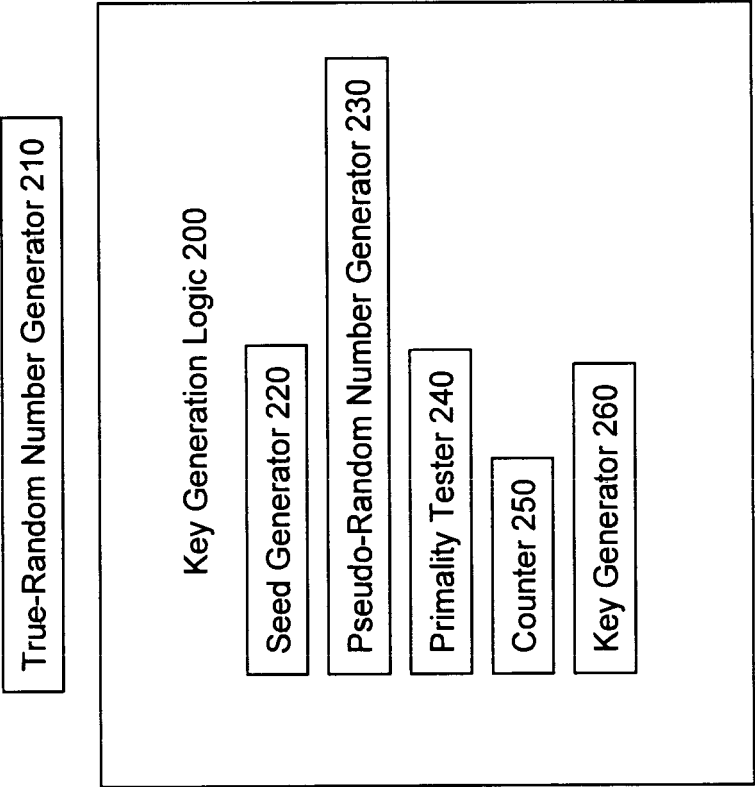 True-Random Number Generator 210
Key Generation Logic 200
Seed Generator 220
Pseudo-Random Number Generator 230
Primality Tester 240
Counter 250
Key Generator 260